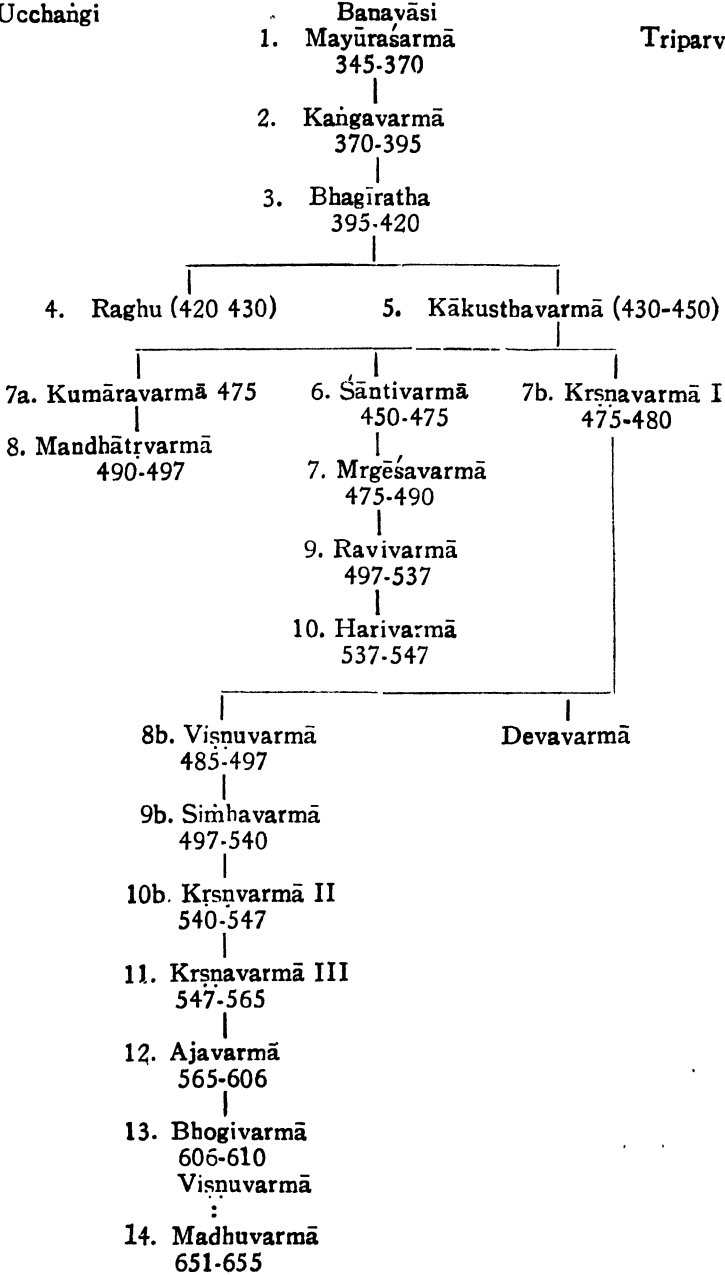 Ucchaṅgi Banavāsi
1. Mayūraśarmā Triparv
345-370
2. Kaṅgavarmā
370-395
3. Bhagīratha
395-420
4. Raghu (420 430) 5. Kākusthavarmā (430-450)
7a. Kumāravarmā 475 6. Śāntivarmā 7b. Kṛṣṇavarmā I
450-475 475-480
8. Mandhātṛvarmā
490-497 7. Mrgēśavarmā
475-490
9. Ravivarmā
497-537
10. Harivarmā
537-547
8b. Viṣṇuvarmā Devavarmā
485-497
9b. Siṁhavarmā
497-540
10b. Kṛṣṇvarmā II
540-547
11. Kṛṣṇavarmā III
547-565
12. Ajavarmā
565-606
13. Bhogivarmā
606-610
Viṣṇuvarmā
:
14. Madhuvarmā
651-655